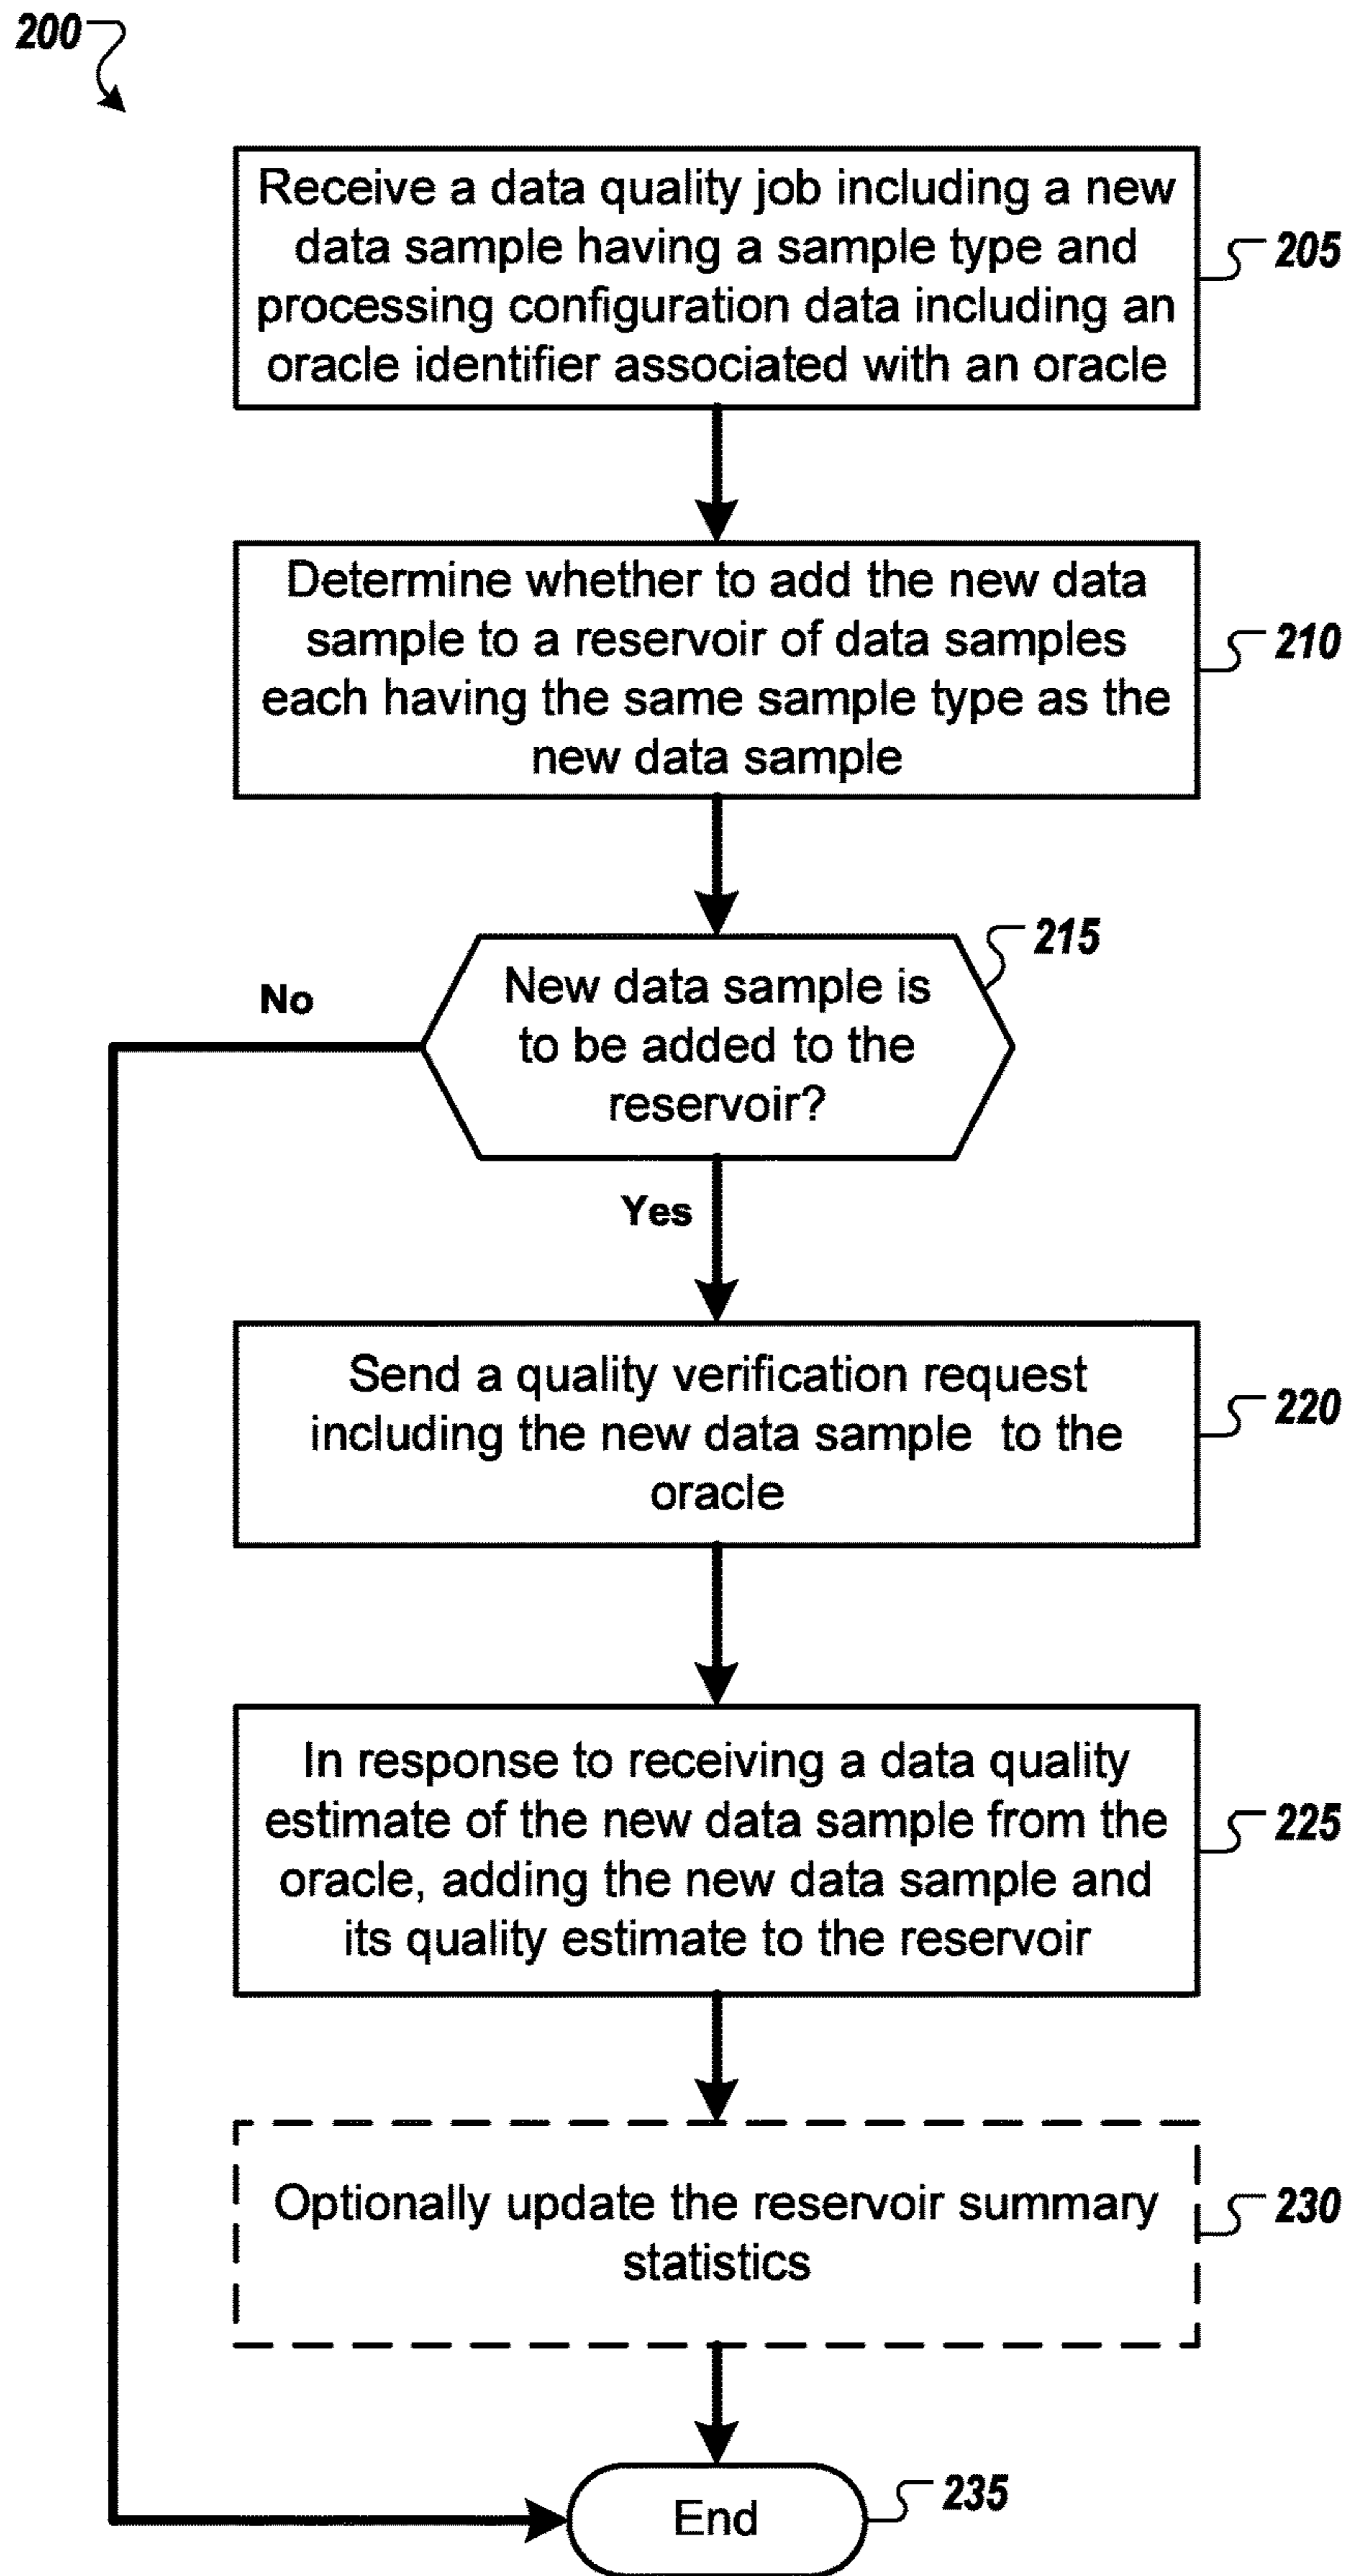 200
Receive a data quality job including a new
data sample having a sample type and
processing configuration data including an
oracle identifier associated with an oracle
205
Determine whether to add the new data
sample to a reservoir of data samples
each having the same sample type as the
new data sample
210
New data sample is
to be added to the
reservoir?
215
No
Yes
Send a quality verification request
including the new data sample to the
oracle
220
In response to receiving a data quality
estimate of the new data sample from the
oracle, adding the new data sample and
its quality estimate to the reservoir
225
Optionally update the reservoir summary
statistics
230
End
235